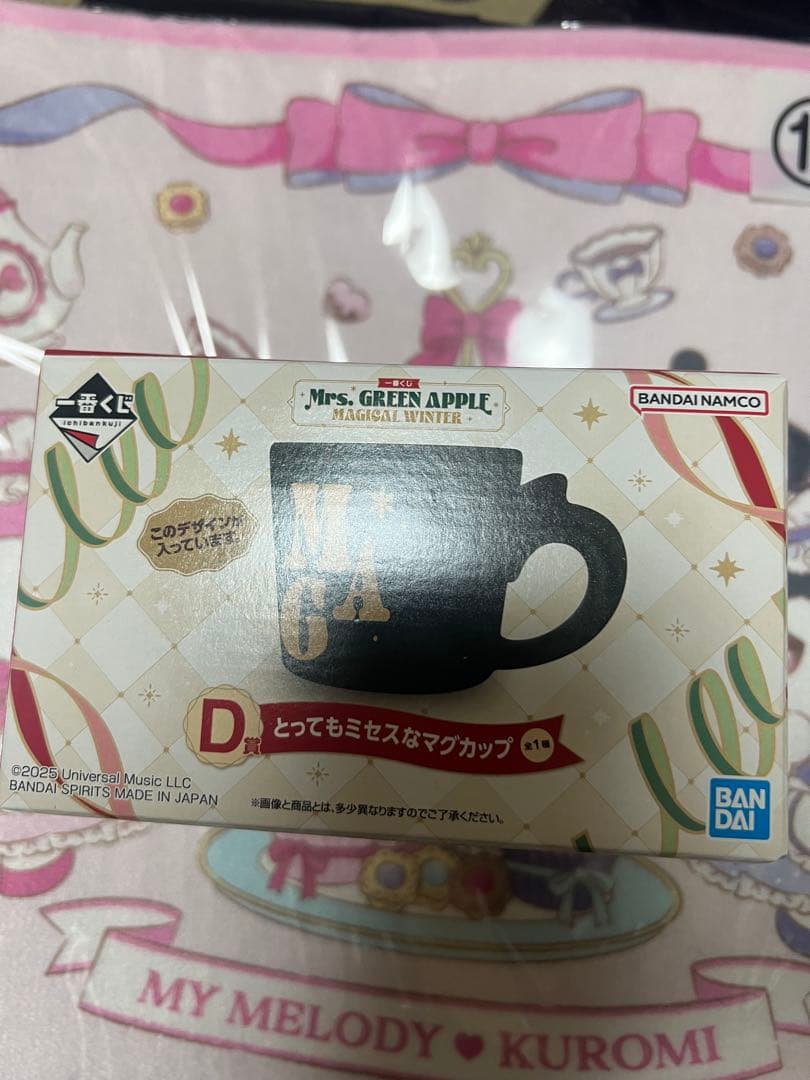 ①
一番くじ
ichibankuji
一番くじ
Mrs. GREEN APPLE
MAGICAL WINTER
BANDAI NAMCO
このデザインが
入っています。
M
A
G
D賞
とってもミセスなマグカップ
全1種
©2025 Universal Music LLC
BANDAI SPIRITS MADE IN JAPAN
※画像と商品とは、多少異なりますのでご了承ください。
BAN
DAI
MY MELODY ♥ KUROMI